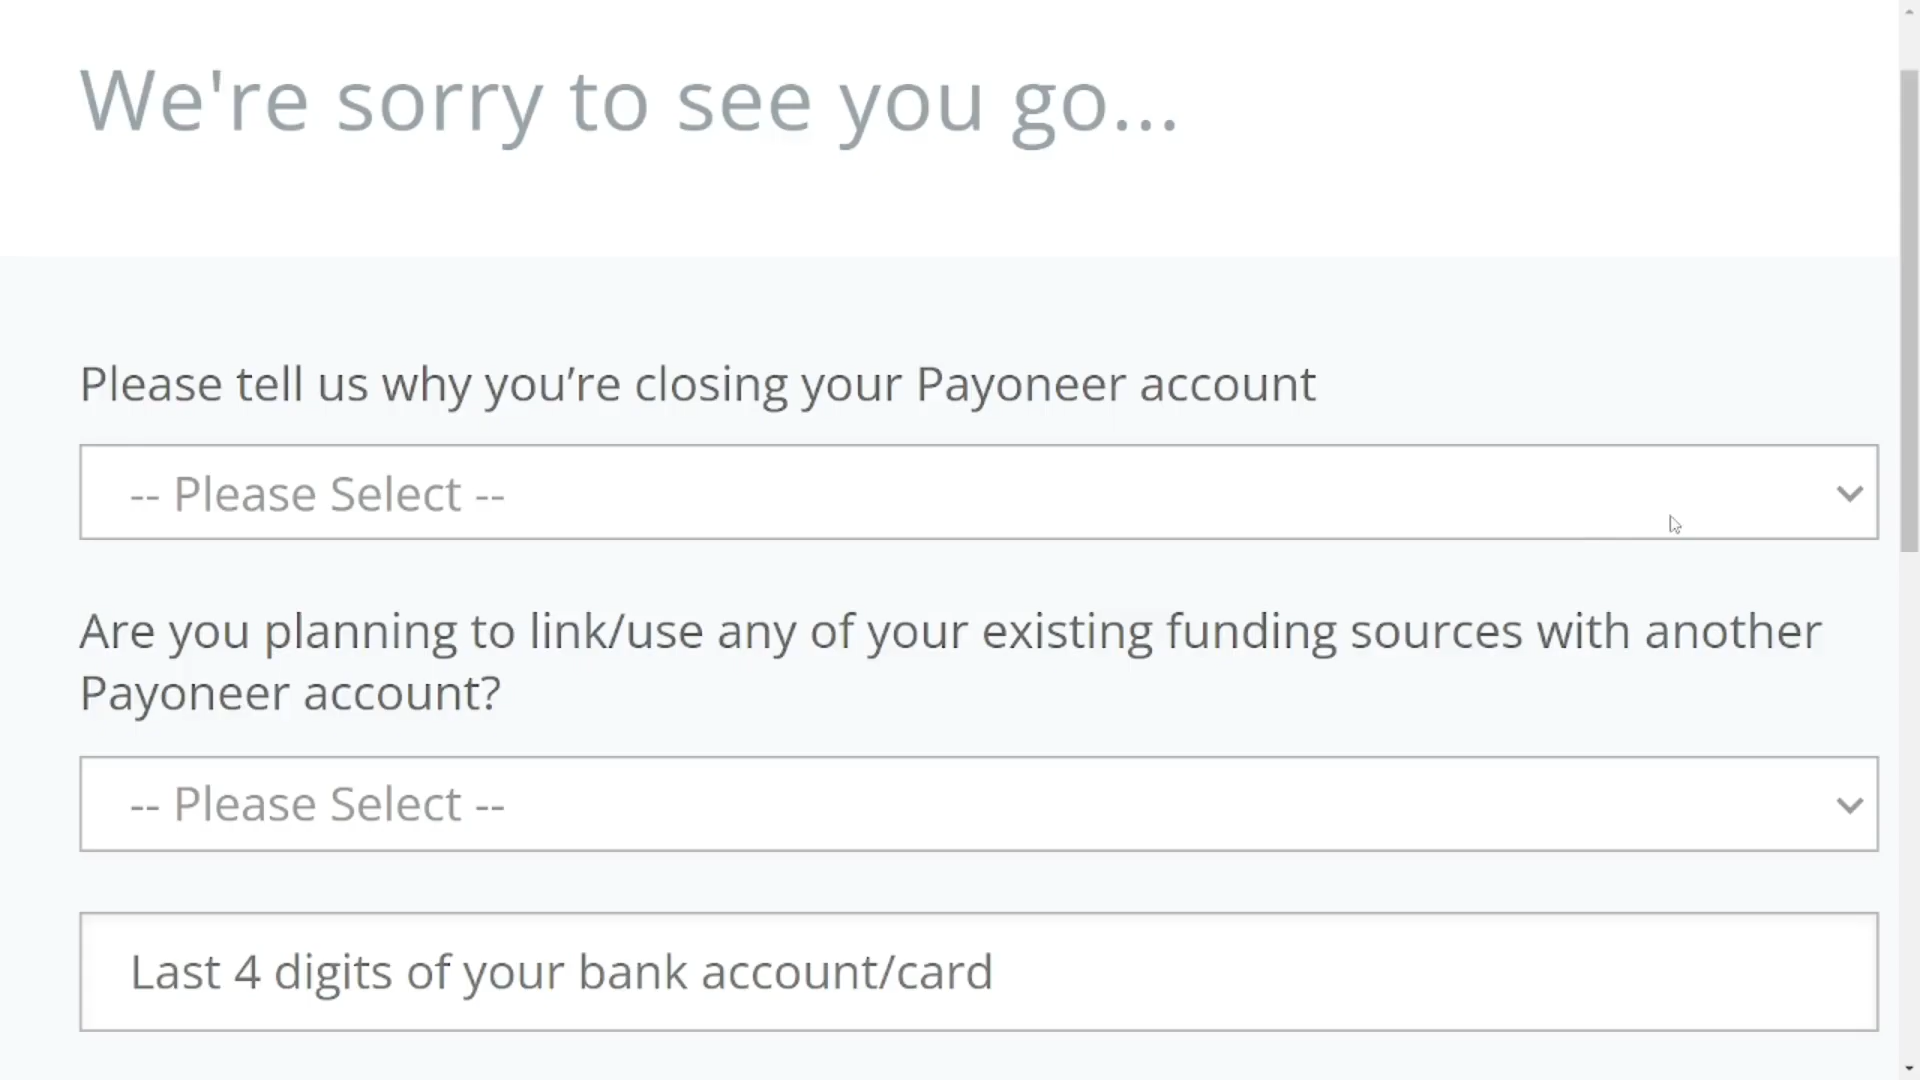 We're sorry to see you go...
Please tell us why you’re closing your Payoneer account
-- Please Select --
Are you planning to link/use any of your existing funding sources with another
Payoneer account?
-- Please Select --
Last 4 digits of your bank account/card